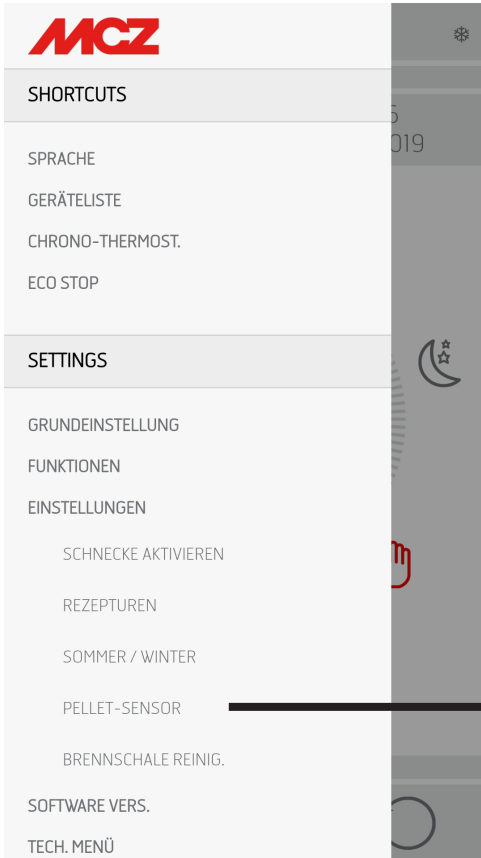 MCZ
SHORTCUTS
SPRACHE
GERÄTELISTE
CHRONO-THERMOST.
ECO STOP
SETTINGS
GRUNDEINSTELLUNG
FUNKTIONEN
EINSTELLUNGEN
SCHNECKE AKTIVIEREN
REZEPTUREN
SOMMER / WINTER
PELLET-SENSOR
BRENNSCHALE REINIG.
SOFTWARE VERS.
TECH. MENÜ
019